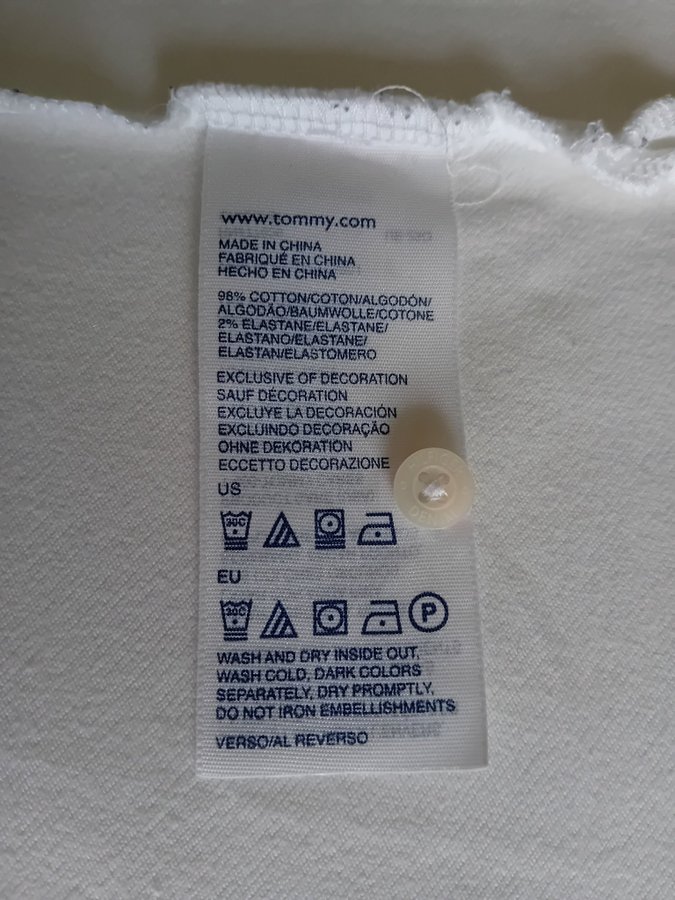 www.tommy.com
MADE IN CHINA
FABRIQUÉ EN CHINA
HECHO EN CHINA
98% COTTON/COTON/ALGODÓN/
ALGODÃO/BAUMWOLLE/COTONE
2% ELASTANE/ELASTANE/
ELASTANO/ELASTANE/
ELASTAN/ELASTOMERO
EXCLUSIVE OF DECORATION
SAUF DÉCORATION
EXCLUYE LA DECORACIÓN
EXCLUINDO DECORAÇÃO
OHNE DEKORATION
ECCETTO DECORAZIONE
US
30C
EU
30C P
WASH AND DRY INSIDE OUT,
WASH COLD, DARK COLORS
SEPARATELY, DRY PROMPTLY,
DO NOT IRON EMBELLISHMENTS
VERSO/AL REVERSO